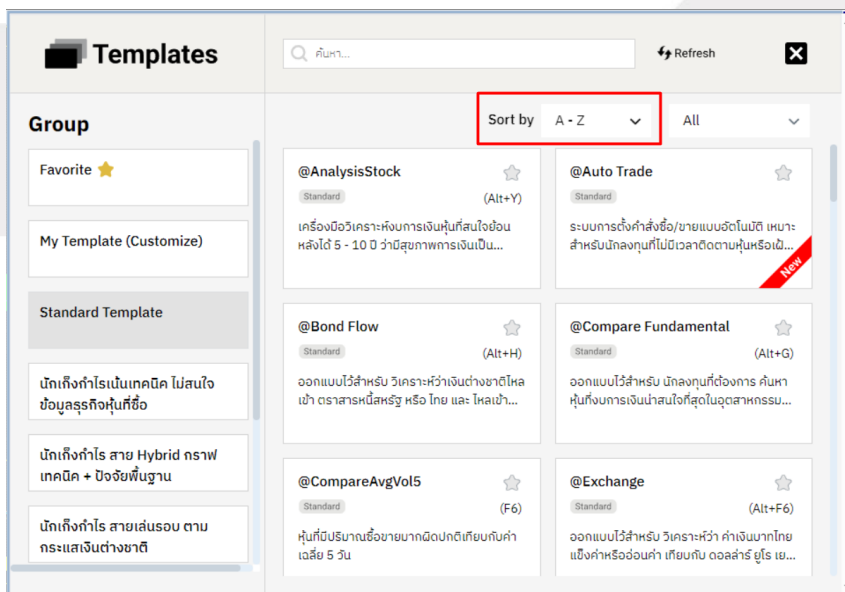 Templates
ค้นหา...
Refresh
Group
Sort by
A - Z
All
Favorite
My Template (Customize)
Standard Template
นักเก็งกำไรเน้นเทคนิค ไม่สนใจ
ข้อมูลธุรกิจหุ้นที่ซื้อ
นักเก็งกำไร สาย Hybrid กราฟ
เทคนิค + ปัจจัยพื้นฐาน
นักเก็งกำไร สายเล่นรอบ ตาม
กระแสเงินต่างชาติ
@AnalysisStock
Standard
(Alt+Y)
เครื่องมือวิเคราะห์งบการเงินหุ้นที่สนใจย้อน
หลังได้ 5 - 10 ปี ว่ามีสุขภาพการเงินเป็น...
@Auto Trade
Standard
ระบบการตั้งคำสั่งซื้อ/ขายแบบอัตโนมัติ เหมาะ
สำหรับนักลงทุนที่ไม่มีเวลาติดตามหุ้นหรือเฝ้...
New
@Bond Flow
Standard
(Alt+H)
ออกแบบไว้สำหรับ วิเคราะห์ว่าเงินต่างชาติไหล
เข้า ตราสารหนี้สหรัฐ หรือ ไทย และ ไหลเข้า...
@Compare Fundamental
Standard
(Alt+G)
ออกแบบไว้สำหรับ นักลงทุนที่ต้องการ ค้นหา
หุ้นที่งบการเงินน่าสนใจที่สุดในอุตสาหกรรม...
@CompareAvgVol5
Standard
(F6)
หุ้นที่มีปริมาณซื้อขายมากผิดปกติเทียบกับค่า
เฉลี่ย 5 วัน
@Exchange
Standard
(Alt+F6)
ออกแบบไว้สำหรับ วิเคราะห์ว่า ค่าเงินบาทไทย
แข็งค่าหรืออ่อนค่า เทียบกับ ดอลล่าร์ ยูโร เย...